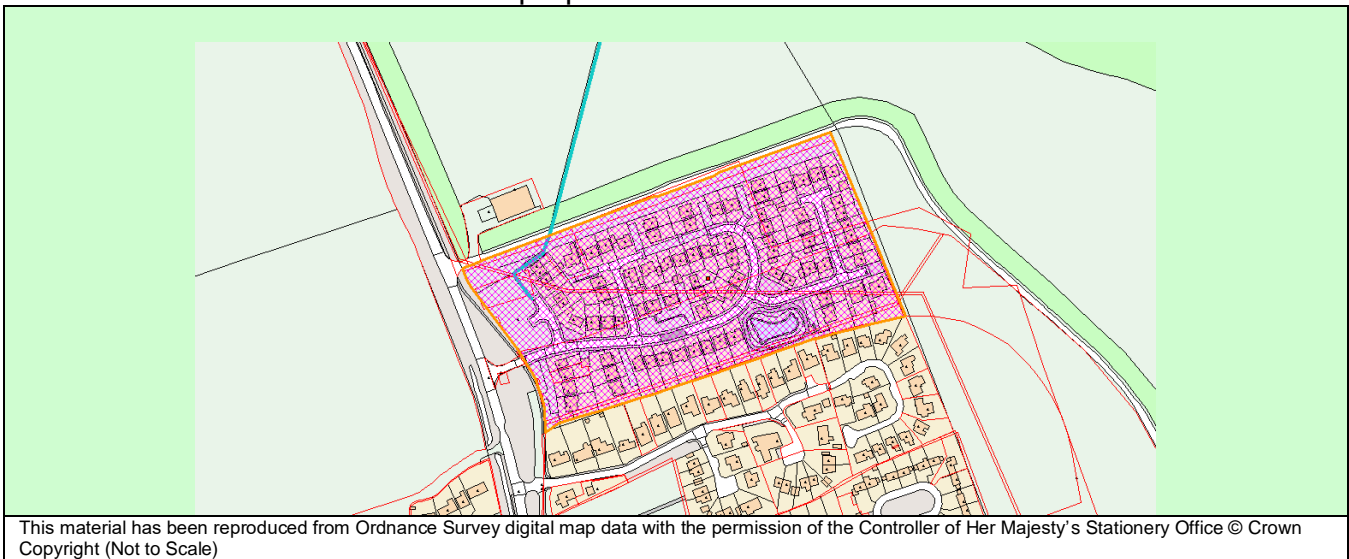 This material has been reproduced from Ordnance Survey digital map data with the permission of the Controller of Her Majesty's Stationery Office © Crown
Copyright (Not to Scale)